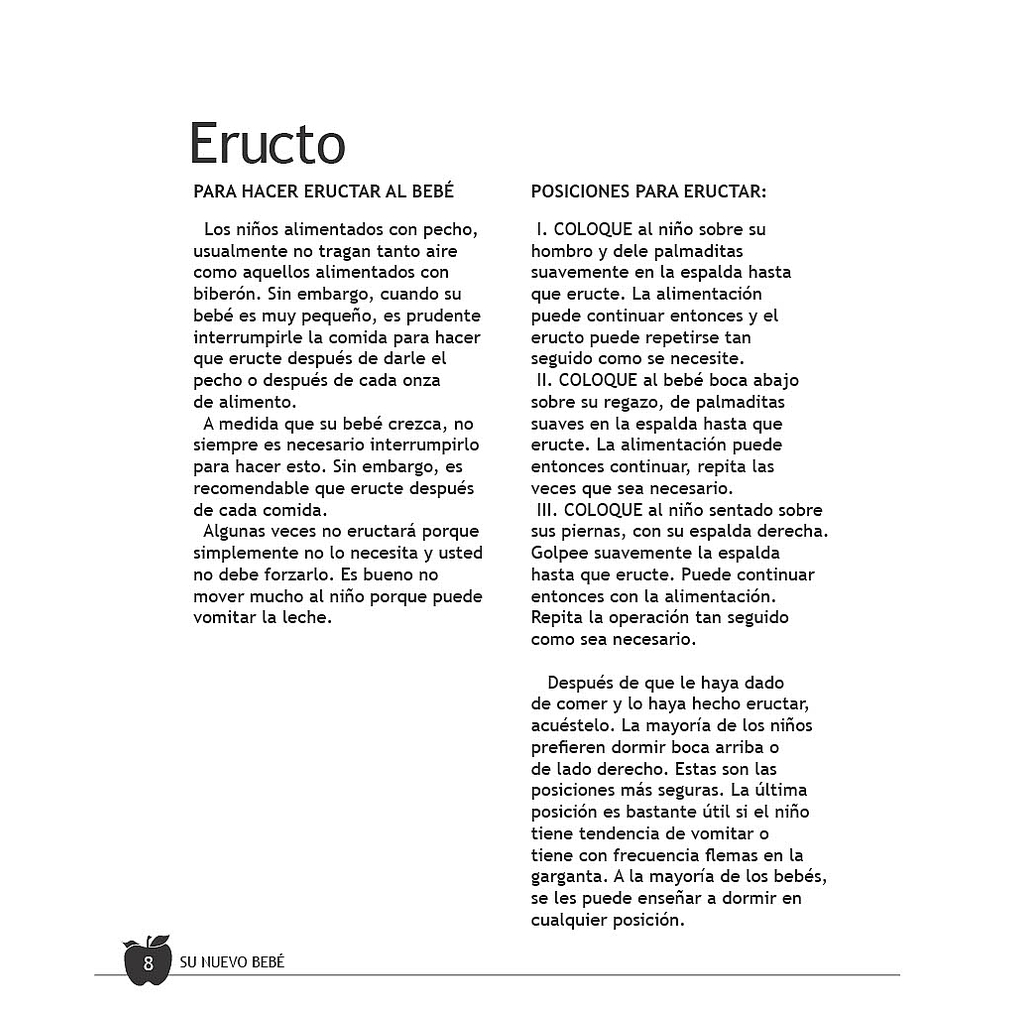 Eructo
PARA HACER ERUCTAR AL BEBÉ
Los niños alimentados con pecho,
usualmente no tragan tanto aire
como aquellos alimentados con
biberón. Sin embargo, cuando su
bebé es muy pequeño, es prudente
interrumpirle la comida para hacer
que eructe después de darle el
pecho o después de cada onza
de alimento.
A medida que su bebé crezca, no
siempre es necesario interrumpirlo
para hacer esto. Sin embargo, es
recomendable que eructe después
de cada comida.
Algunas veces no eructará porque
simplemente no lo necesita y usted
no debe forzarlo. Es bueno no
mover mucho al niño porque puede
vomitar la leche.
POSICIONES PARA ERUCTAR:
I. COLOQUE al niño sobre su
hombro y dele palmaditas
suavemente en la espalda hasta
que eructe. La alimentación
puede continuar entonces y el
eructo puede repetirse tan
seguido como se necesite.
II. COLOQUE al bebé boca abajo
sobre su regazo, de palmaditas
suaves en la espalda hasta que
eructe. La alimentación puede
entonces continuar, repita las
veces que sea necesario.
III. COLOQUE al niño sentado sobre
sus piernas, con su espalda derecha.
Golpee suavemente la espalda
hasta que eructe. Puede continuar
entonces con la alimentación.
Repita la operación tan seguido
como sea necesario.
Después de que le haya dado
de comer y lo haya hecho eructar,
acuéstelo. La mayoría de los niños
prefieren dormir boca arriba o
de lado derecho. Estas son las
posiciones más seguras. La última
posición es bastante útil si el niño
tiene tendencia de vomitar o
tiene con frecuencia flemas en la
garganta. A la mayoría de los bebés,
se les puede enseñar a dormir en
cualquier posición.
8 SU NUEVO BEBÉ